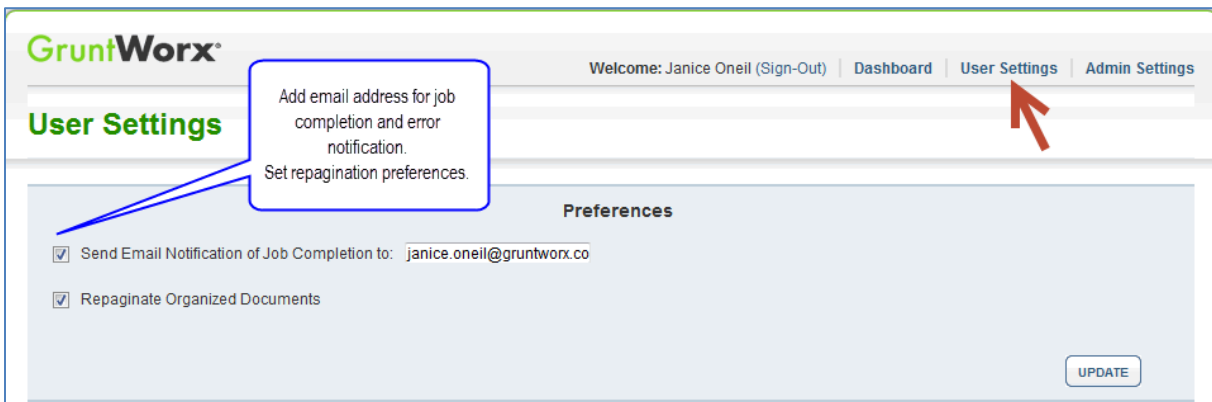 GruntWorx
Welcome: Janice Oneil (Sign-Out) | Dashboard | User Settings | Admin Settings
User Settings
Add email address for job
completion and error
notification.
Set repagination preferences.
Preferences
Send Email Notification of Job Completion to: janice.oneil@gruntworx.co
Repaginate Organized Documents
UPDATE